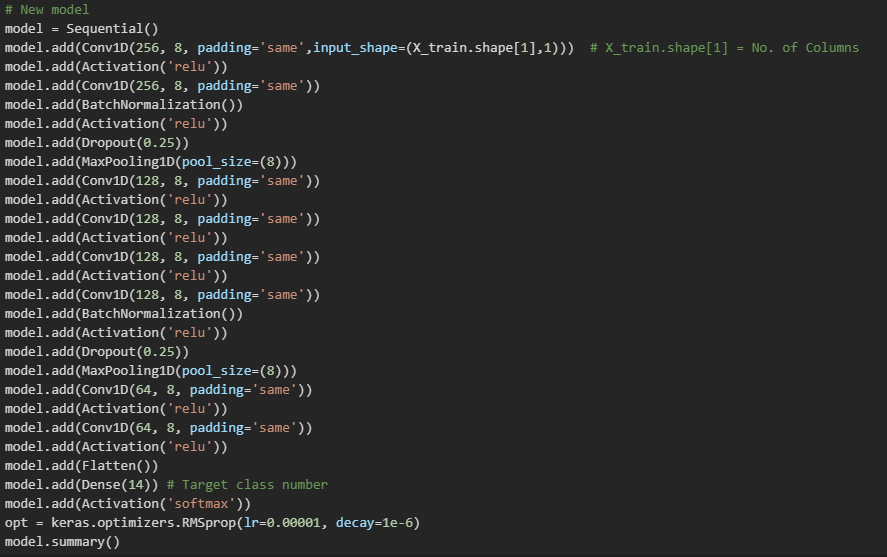 # New model
model = Sequential()
model.add(Conv1D(256, 8, padding='same',input_shape=(X_train.shape[1],1)))  # X_train.shape[1] = No. of Columns
model.add(Activation('relu'))
model.add(Conv1D(256, 8, padding='same'))
model.add(BatchNormalization())
model.add(Activation('relu'))
model.add(Dropout(0.25))
model.add(MaxPooling1D(pool_size=(8)))
model.add(Conv1D(128, 8, padding='same'))
model.add(Activation('relu'))
model.add(Conv1D(128, 8, padding='same'))
model.add(Activation('relu'))
model.add(Conv1D(128, 8, padding='same'))
model.add(Activation('relu'))
model.add(Conv1D(128, 8, padding='same'))
model.add(BatchNormalization())
model.add(Activation('relu'))
model.add(Dropout(0.25))
model.add(MaxPooling1D(pool_size=(8)))
model.add(Conv1D(64, 8, padding='same'))
model.add(Activation('relu'))
model.add(Conv1D(64, 8, padding='same'))
model.add(Activation('relu'))
model.add(Flatten())
model.add(Dense(14)) # Target class number
model.add(Activation('softmax'))
opt = keras.optimizers.RMSprop(lr=0.00001, decay=1e-6)
model.summary()